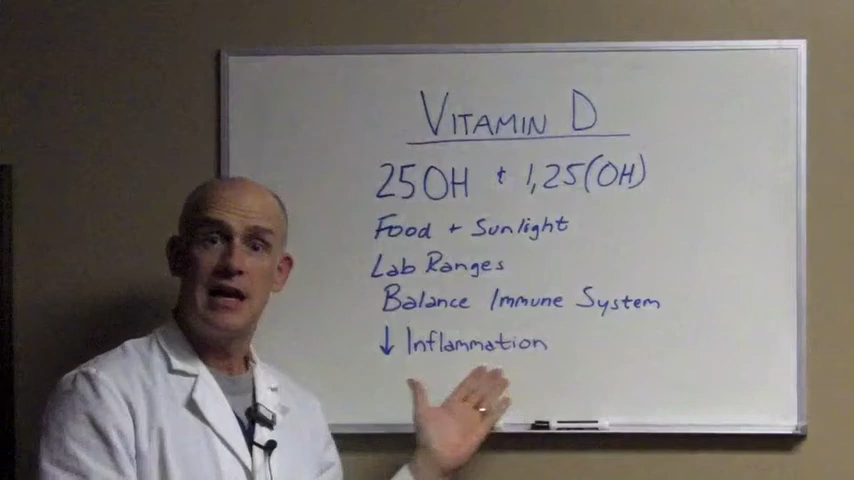 VITAMIN D
25OH + 1,25(OH)
Food + Sunlight
Lab Ranges
Balance Immune System
↓ Inflammation